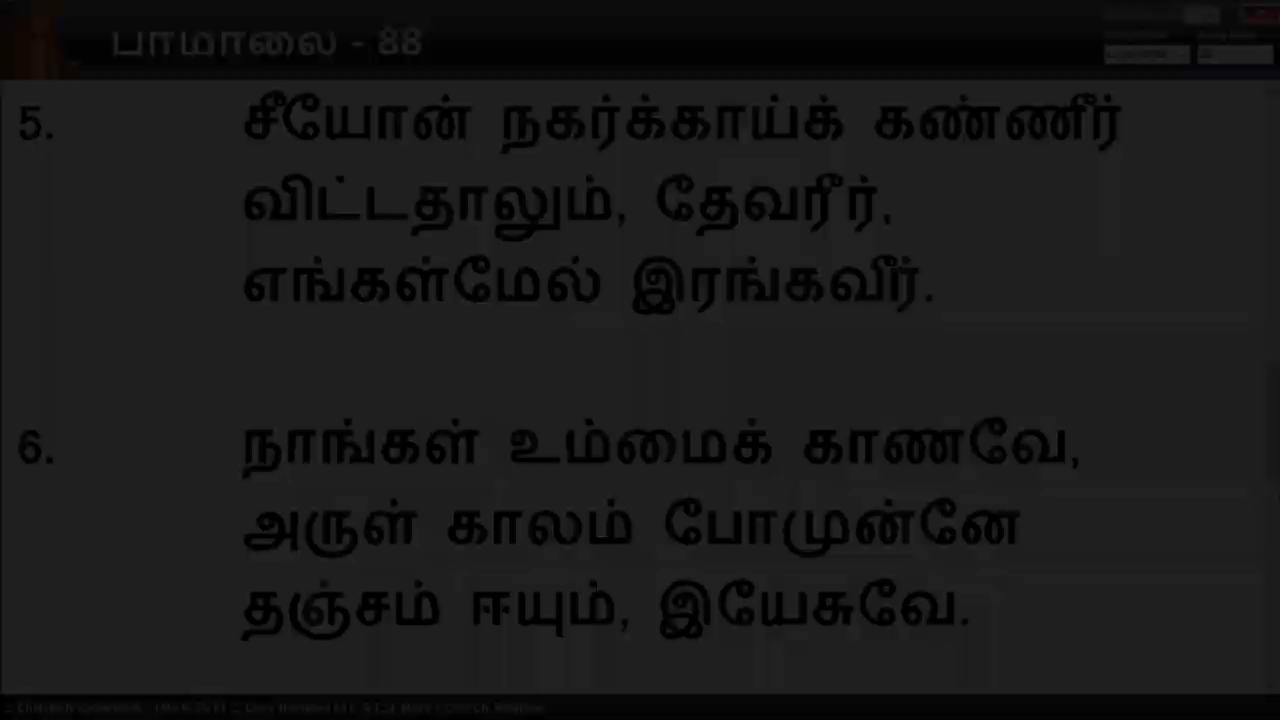 பாமாலை - 88
5. சீயோன் நகர்க்காய்க் கண்ணீர்
விட்டதாலும், தேவரீர்,
எங்கள்மேல் இரங்கவீர்.
6. நாங்கள் உம்மைக் காணவே,
அருள் காலம் போமுன்னே
தஞ்சம் ஈயும், இயேசுவே.